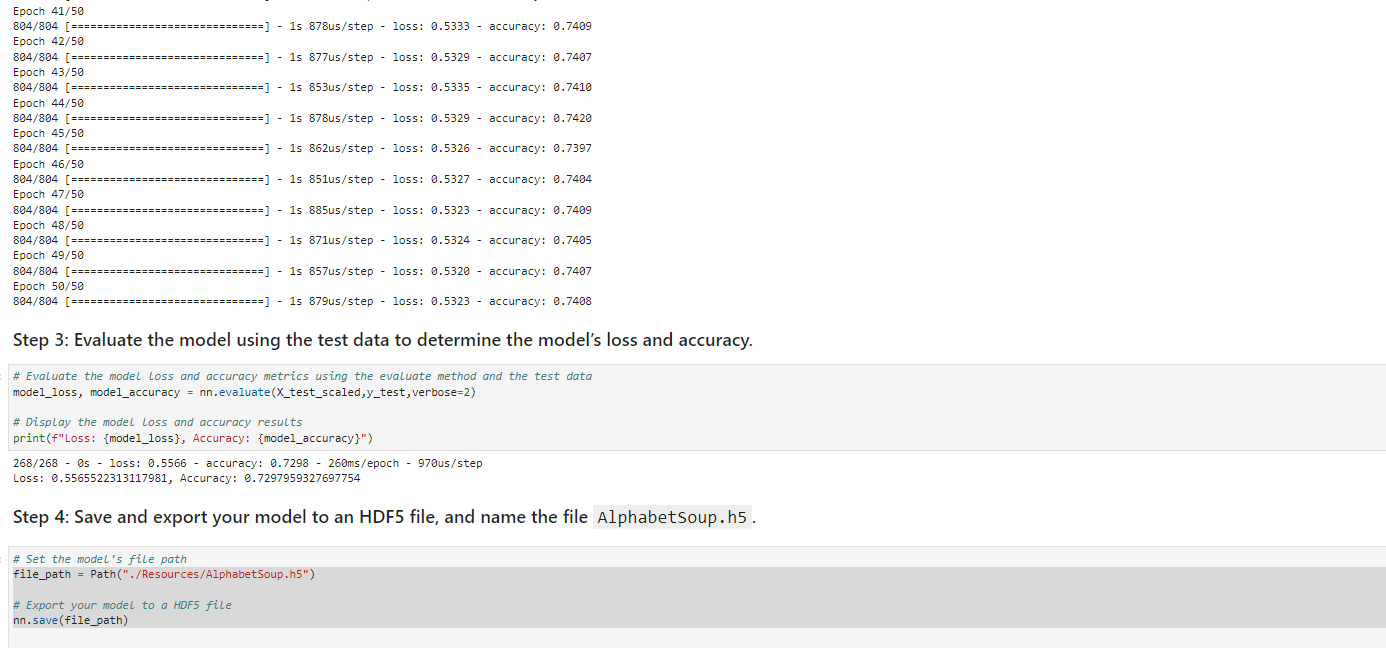 Epoch 41/50
804/804 [==============================] - 1s 878us/step - loss: 0.5333 - accuracy: 0.7409
Epoch 42/50
804/804 [==============================] - 1s 877us/step - loss: 0.5329 - accuracy: 0.7407
Epoch 43/50
804/804 [==============================] - 1s 853us/step - loss: 0.5335 - accuracy: 0.7410
Epoch 44/50
804/804 [==============================] - 1s 878us/step - loss: 0.5329 - accuracy: 0.7420
Epoch 45/50
804/804 [==============================] - 1s 862us/step - loss: 0.5326 - accuracy: 0.7397
Epoch 46/50
804/804 [==============================] - 1s 851us/step - loss: 0.5327 - accuracy: 0.7404
Epoch 47/50
804/804 [==============================] - 1s 885us/step - loss: 0.5323 - accuracy: 0.7409
Epoch 48/50
804/804 [==============================] - 1s 871us/step - loss: 0.5324 - accuracy: 0.7405
Epoch 49/50
804/804 [==============================] - 1s 857us/step - loss: 0.5320 - accuracy: 0.7407
Epoch 50/50
804/804 [==============================] - 1s 879us/step - loss: 0.5323 - accuracy: 0.7408
Step 3: Evaluate the model using the test data to determine the model’s loss and accuracy.
# Evaluate the model loss and accuracy metrics using the evaluate method and the test data
model_loss, model_accuracy = nn.evaluate(X_test_scaled,y_test,verbose=2)
# Display the model loss and accuracy results
print(f"Loss: {model_loss}, Accuracy: {model_accuracy}")
268/268 - 0s - loss: 0.5566 - accuracy: 0.7298 - 260ms/epoch - 970us/step
Loss: 0.5565522313117981, Accuracy: 0.7297959327697754
Step 4: Save and export your model to an HDF5 file, and name the file AlphabetSoup.h5.
# Set the model's file path
file_path = Path("./Resources/AlphabetSoup.h5")
# Export your model to a HDF5 file
nn.save(file_path)